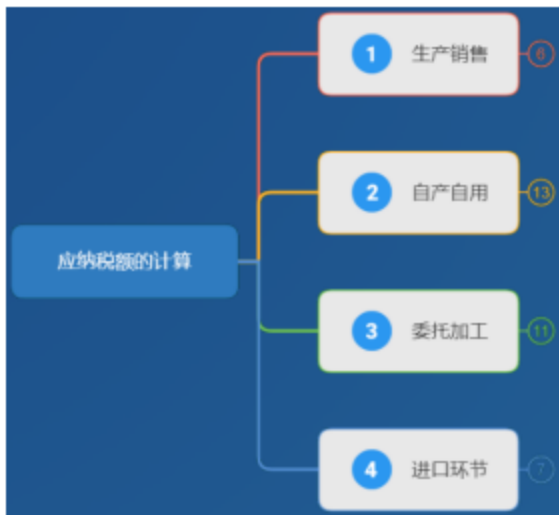 应纳税额的计算
1 生产销售 6
2 自产自用 13
3 委托加工 11
4 进口环节 7